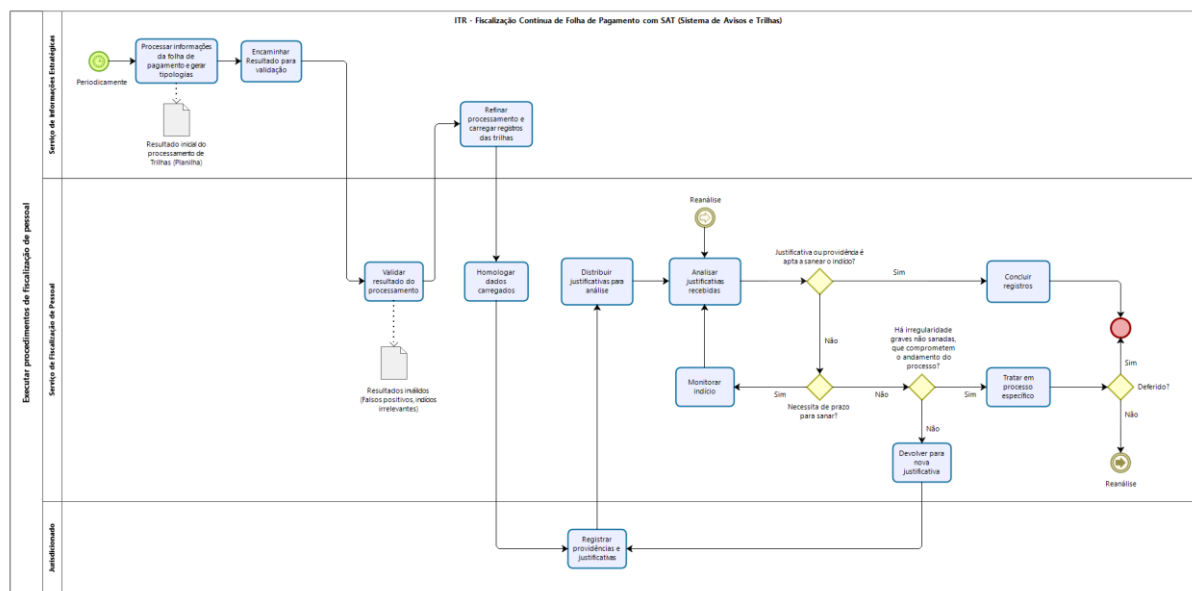 ITR - Fiscalização Contínua de Folha de Pagamento com SAT (Sistema de Avisos e Trilhas)
Executar procedimentos de fiscalização de pessoal
Serviço de Informações Estratégicas
Periodicamente
Processar informações
da folha de
pagamento e gerar
tipologias
Encaminhar
Resultado para
validação
Resultado inicial do
processamento de
Trilhas (Planilha)
Refinar
processamento e
carregar registros
das trilhas
Serviço de Fiscalização de Pessoal
Validar
resultado do
processamento
Resultados inválidos
(Falsos positivos, indícios
irrelevantes)
Homologar
dados
carregados
Distribuir
justificativas para
análise
Reanálise
Analisar
justificativas
recebidas
Justificativa ou providência é
apta a sanear o indício?
Sim
Concluir
registros
Não
Monitorar
indício
Sim
Necessita de prazo
para sanar?
Não
Há irregularidade
graves não sanadas,
que comprometem
o andamento do
processo?
Sim
Tratar em
processo
específico
Sim
Deferido?
Não
Reanálise
Não
Devolver para
nova
justificativa
Jurisdicionado
Registrar
providências e
justificativas